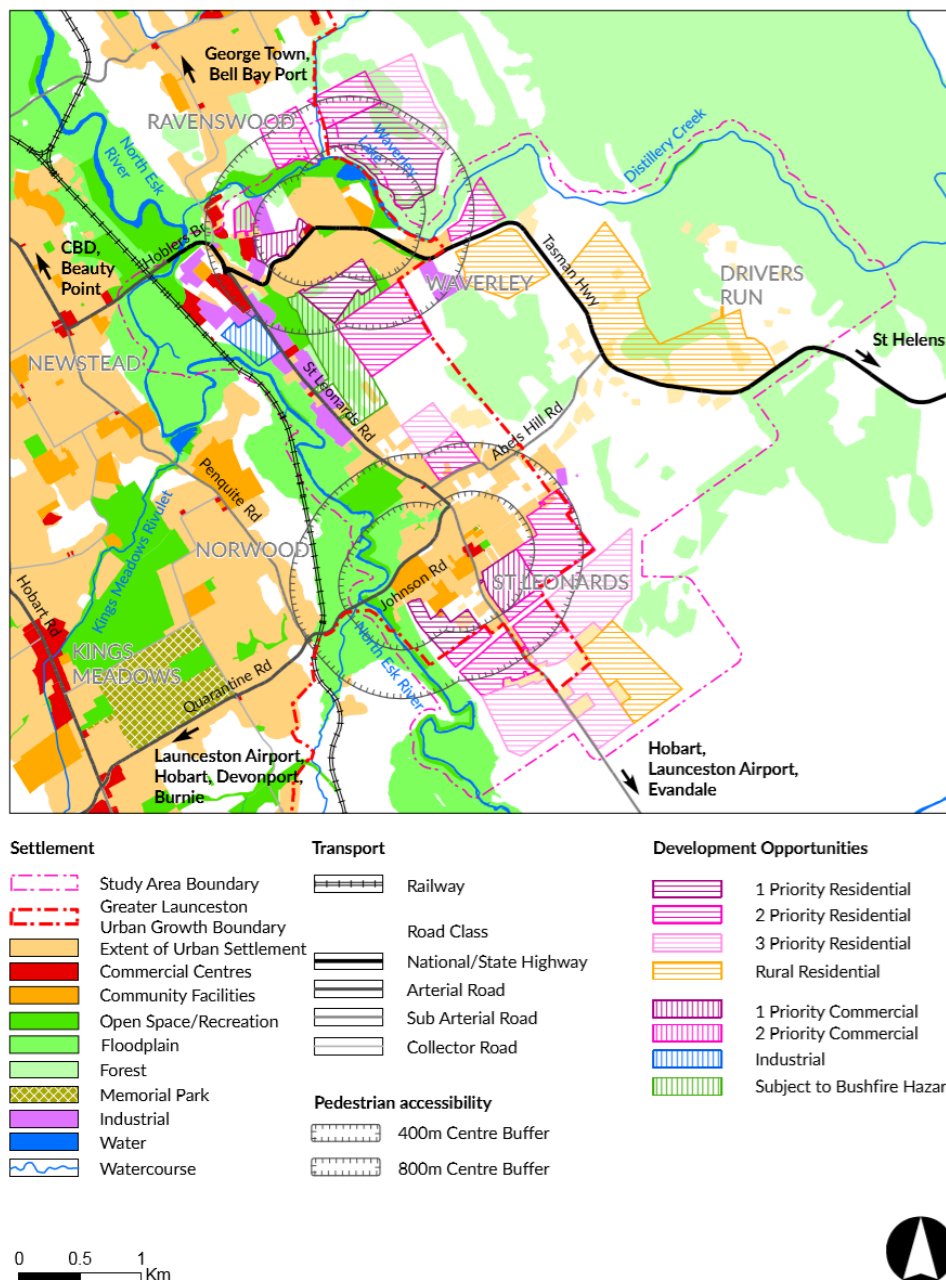 George Town,
Bell Bay Port
RAVENSWOOD
North Esk
River
Waverley
Lake
Distillery Creek
Hoblers Br
CBD,
Beauty
Point
Tasman Hwy
WAVERLEY
DRIVERS
RUN
St Helens
NEWSTEAD
St Leonards Rd
Abels Hill Rd
Penquite Rd
Kings Meadows Rivulet
NORWOOD
Johnson Rd
ST LEONARDS
Hobart Rd
KINGS
MEADOWS
Quarantine Rd
North Esk
River
Launceston Airport,
Hobart, Devonport,
Burnie
Hobart,
Launceston Airport,
Evandale
Settlement
Study Area Boundary
Greater Launceston
Urban Growth Boundary
Extent of Urban Settlement
Commercial Centres
Community Facilities
Open Space/Recreation
Floodplain
Forest
Memorial Park
Industrial
Water
Watercourse
Transport
Railway
Road Class
National/State Highway
Arterial Road
Sub Arterial Road
Collector Road
Pedestrian accessibility
400m Centre Buffer
800m Centre Buffer
Development Opportunities
1 Priority Residential
2 Priority Residential
3 Priority Residential
Rural Residential
1 Priority Commercial
2 Priority Commercial
Industrial
Subject to Bushfire Hazar
0 0.5 1
Km